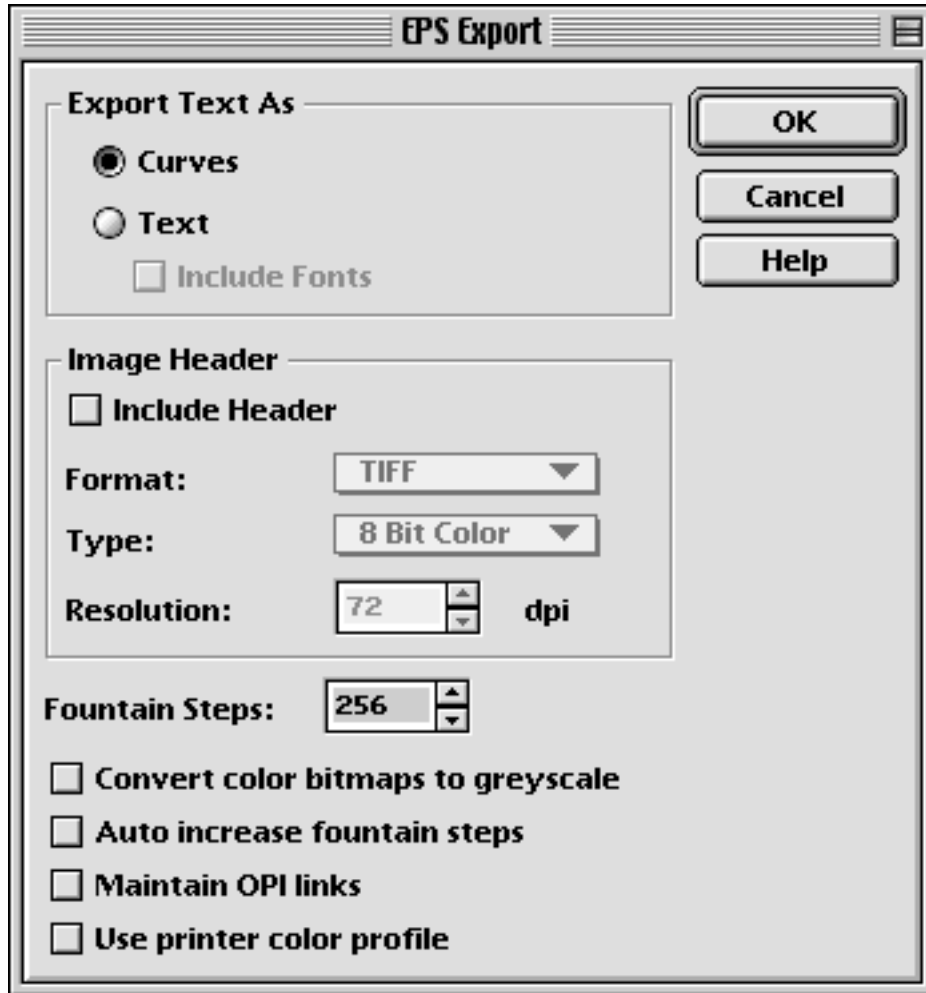 EPS Export
Export Text As
OK
Curves
Cancel
Text
Help
Include Fonts
Image Header
Include Header
Format: TIFF
Type: 8 Bit Color
Resolution: 72 dpi
Fountain Steps: 256
Convert color bitmaps to greyscale
Auto increase fountain steps
Maintain OPI links
Use printer color profile